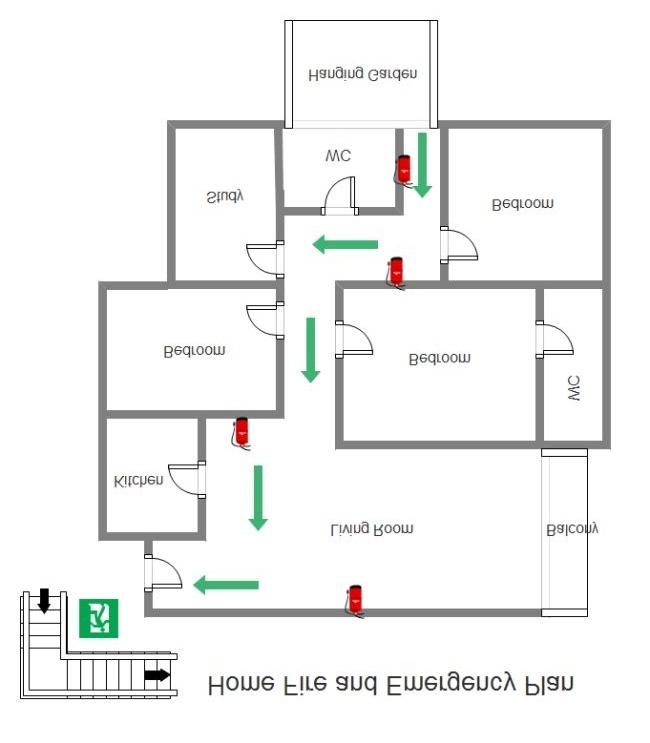 Hanging Garden
WC
Study
Bedroom
Bedroom
Bedroom
WC
Kitchen
Living Room
Balcony
Home Fire and Emergency Plan